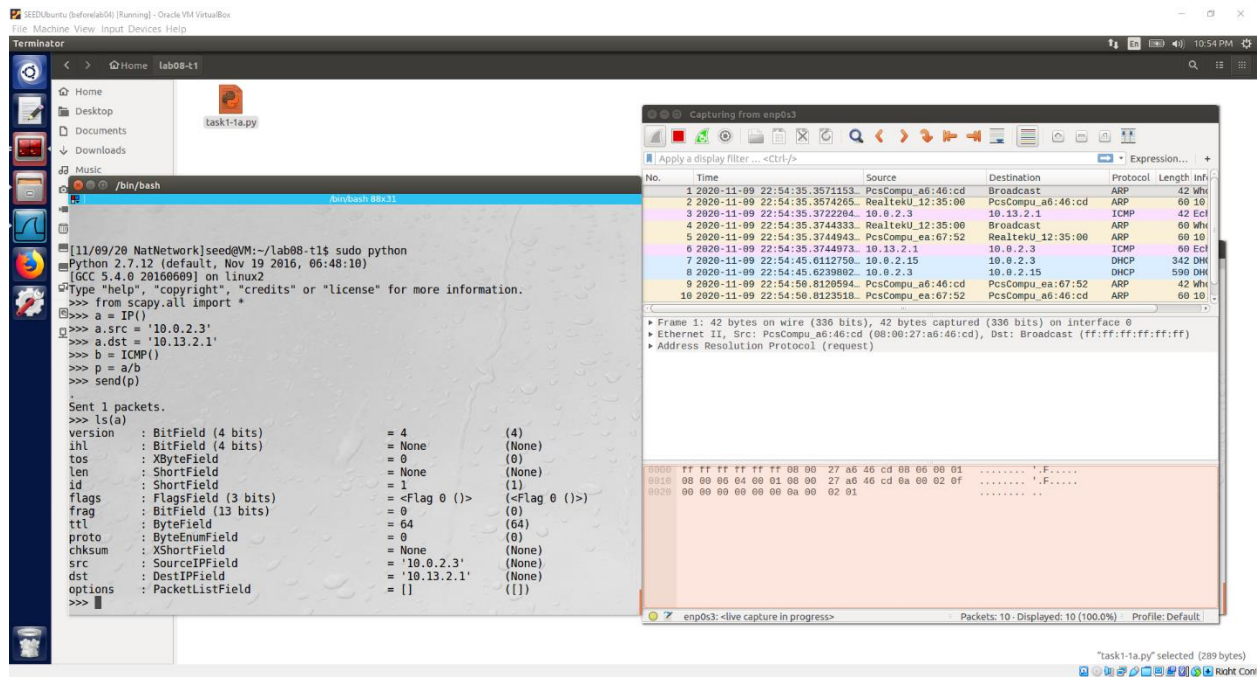 SEEDUbuntu (beforelab04) [Running] - Oracle VM VirtualBox
File Machine View Input Devices Help
Terminator
En 10:54 PM
Home lab08-t1
Home
Desktop
Documents
Downloads
Music
task1-1a.py
/bin/bash
/bin/bash 88x31
[11/09/20 NatNetwork]seed@VM:~/lab08-t1$ sudo python
Python 2.7.12 (default, Nov 19 2016, 06:48:10)
[GCC 5.4.0 20160609] on linux2
Type "help", "copyright", "credits" or "license" for more information.
>>> from scapy.all import *
>>> a = IP()
>>> a.src = '10.0.2.3'
>>> a.dst = '10.13.2.1'
>>> b = ICMP()
>>> p = a/b
>>> send(p)
.
Sent 1 packets.
>>> ls(a)
version : BitField (4 bits) = 4 (4)
ihl : BitField (4 bits) = None (None)
tos : XByteField = 0 (0)
len : ShortField = None (None)
id : ShortField = 1 (1)
flags : FlagsField (3 bits) = <Flag 0 ()> (<Flag 0 ()>)
frag : BitField (13 bits) = 0 (0)
ttl : ByteField = 64 (64)
proto : ByteEnumField = 0 (0)
chksum : XShortField = None (None)
src : SourceIPField = '10.0.2.3' (None)
dst : DestIPField = '10.13.2.1' (None)
options : PacketListField = [] ([])
>>>
Capturing from enp0s3
Apply a display filter ... <Ctrl-/> Expression... +
No. Time Source Destination Protocol Length Info
1 2020-11-09 22:54:35.3571153… PcsCompu_a6:46:cd Broadcast ARP 42 Who
2 2020-11-09 22:54:35.3574265… RealtekU_12:35:00 PcsCompu_a6:46:cd ARP 60 10
3 2020-11-09 22:54:35.3722204… 10.0.2.3 10.13.2.1 ICMP 42 Ech
4 2020-11-09 22:54:35.3744333… RealtekU_12:35:00 Broadcast ARP 60 Who
5 2020-11-09 22:54:35.3744943… PcsCompu_ea:67:52 RealtekU_12:35:00 ARP 60 10
6 2020-11-09 22:54:35.3744973… 10.13.2.1 10.0.2.3 ICMP 60 Ech
7 2020-11-09 22:54:45.6112750… 10.0.2.15 10.0.2.3 DHCP 342 DHC
8 2020-11-09 22:54:45.6239802… 10.0.2.3 10.0.2.15 DHCP 590 DHC
9 2020-11-09 22:54:50.8120594… PcsCompu_a6:46:cd PcsCompu_ea:67:52 ARP 42 Who
10 2020-11-09 22:54:50.8123518… PcsCompu_ea:67:52 PcsCompu_a6:46:cd ARP 60 10
Frame 1: 42 bytes on wire (336 bits), 42 bytes captured (336 bits) on interface 0
Ethernet II, Src: PcsCompu_a6:46:cd (08:00:27:a6:46:cd), Dst: Broadcast (ff:ff:ff:ff:ff:ff)
Address Resolution Protocol (request)
0000 ff ff ff ff ff ff 08 00 27 a6 46 cd 08 06 00 01 ........ '.F.....
0010 08 00 06 04 00 01 08 00 27 a6 46 cd 0a 00 02 0f ........ '.F.....
0020 00 00 00 00 00 00 0a 00 02 01 ........ ..
enp0s3: <live capture in progress> Packets: 10 · Displayed: 10 (100.0%) Profile: Default
"task1-1a.py" selected (289 bytes)
Right Cont